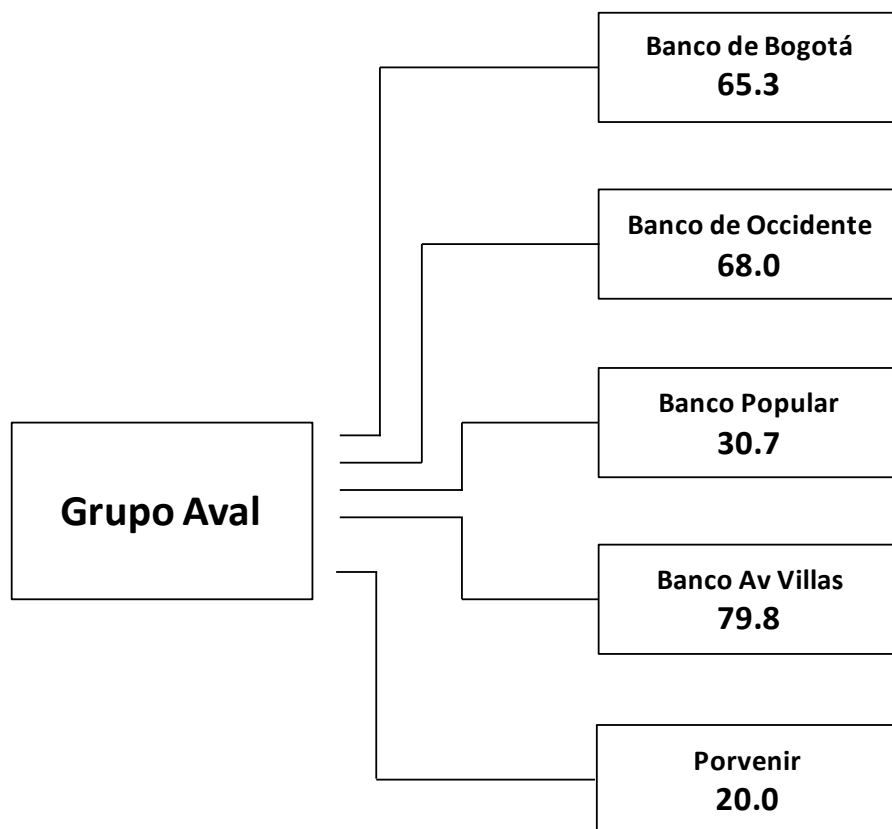 Banco de Bogotá
65.3
Banco de Occidente
68.0
Banco Popular
30.7
Grupo Aval
Banco Av Villas
79.8
Porvenir
20.0